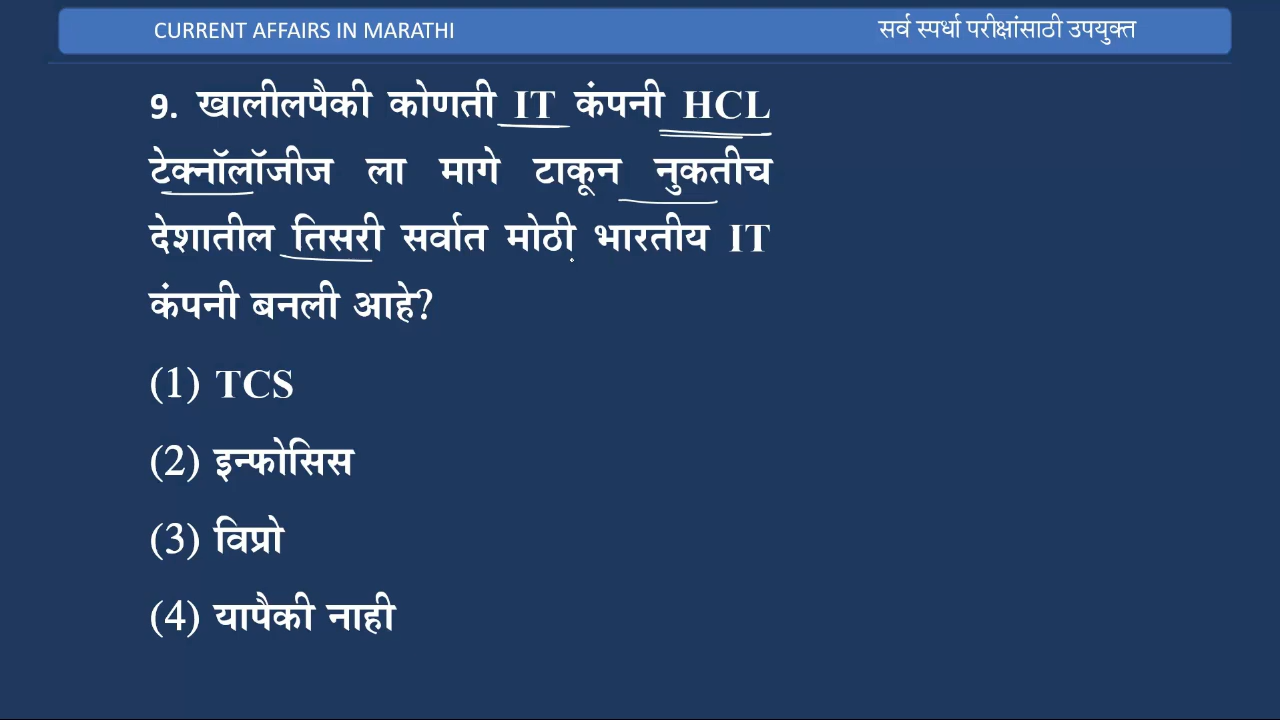 CURRENT AFFAIRS IN MARATHI
सर्व स्पर्धा परीक्षांसाठी उपयुक्त
9. खालीलपैकी कोणती IT कंपनी HCL
टेक्नॉलॉजीज ला मागे टाकून नुकतीच
देशातील तिसरी सर्वात मोठी भारतीय IT
कंपनी बनली आहे?
(1) TCS
(2) इन्फोसिस
(3) विप्रो
(4) यापैकी नाही